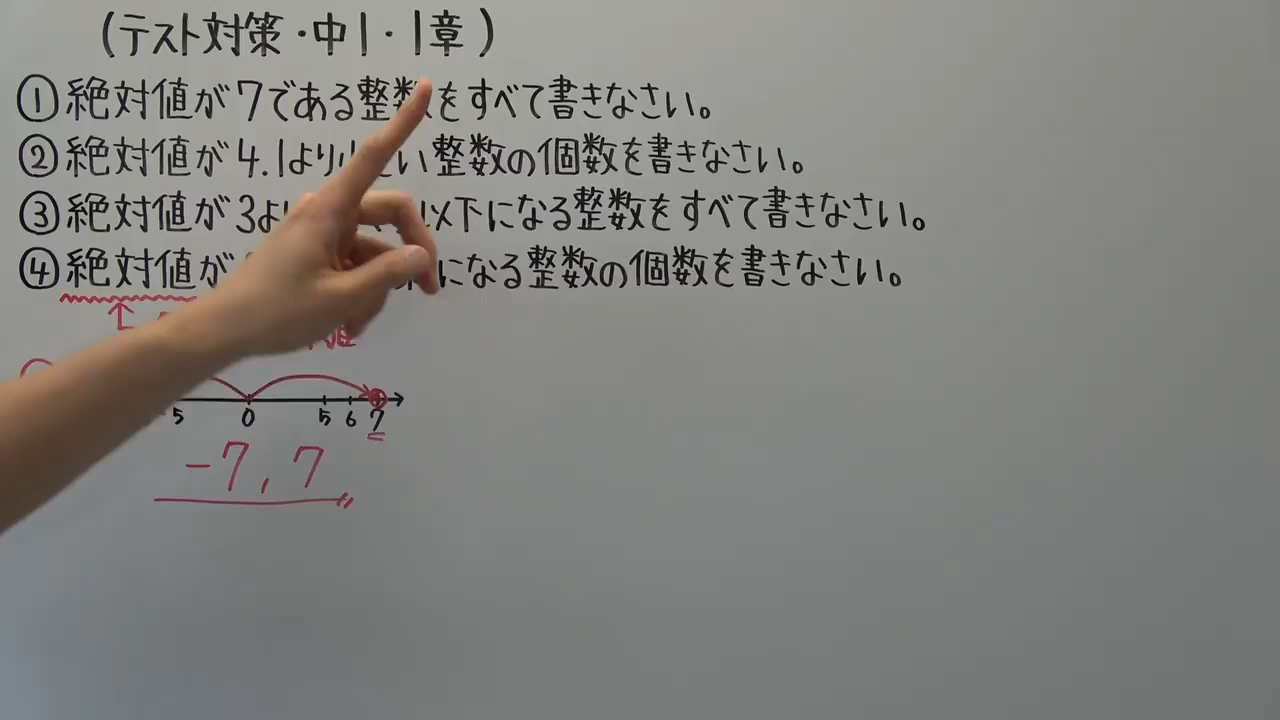 (テスト対策・中1・1章)
①絶対値が7である整数をすべて書きなさい。
②絶対値が4.1より小さい整数の個数を書きなさい。
③絶対値が3よ 以下になる整数をすべて書きなさい。
④絶対値が になる整数の個数を書きなさい。
5 0 5 6 7
-7, 7